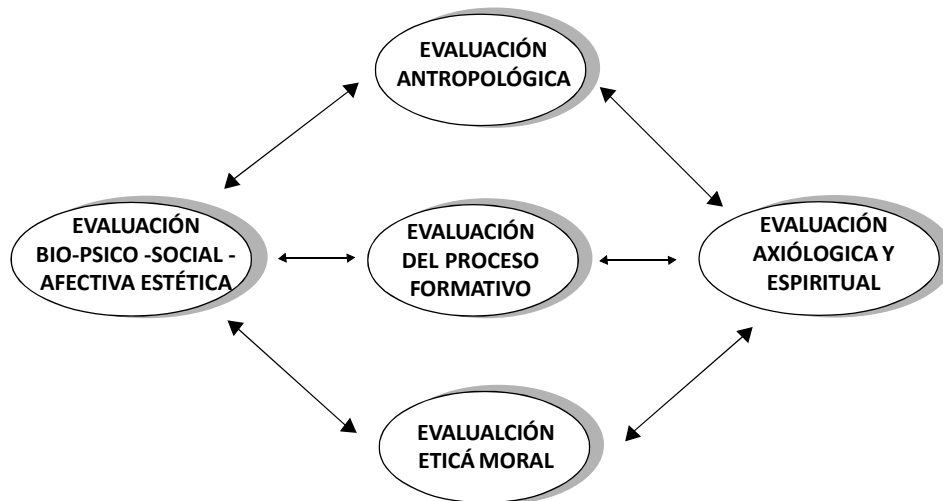 EVALUACIÓN
ANTROPOLÓGICA
EVALUACIÓN
BIO-PSICO -SOCIAL -
AFECTIVA ESTÉTICA
EVALUACIÓN
DEL PROCESO
FORMATIVO
EVALUACIÓN
AXIÓLOGICA Y
ESPIRITUAL
EVALUALCIÓN
ETICÁ MORAL